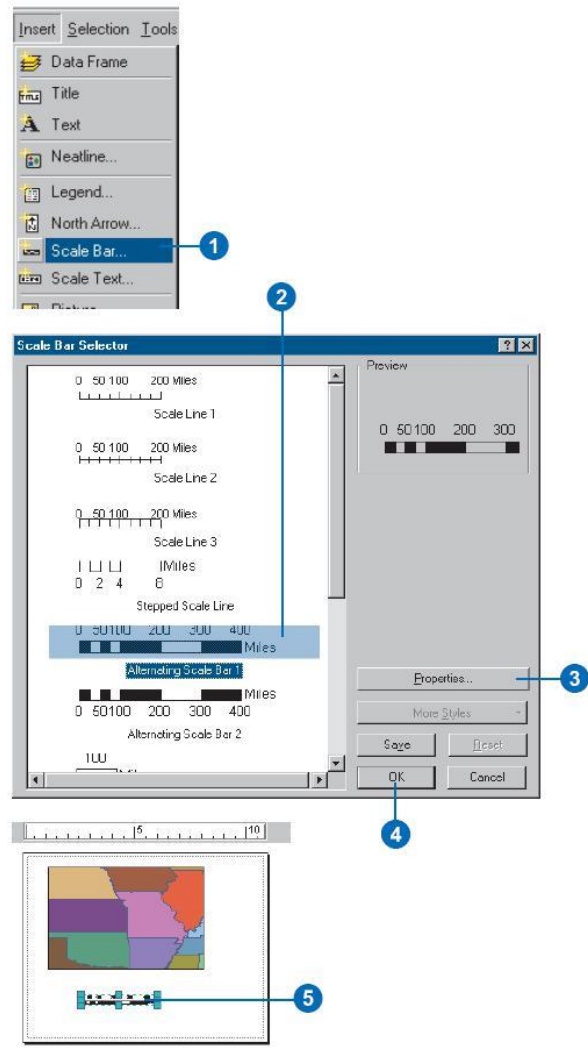 Insert Selection Tools
Data Frame
TITLE Title
A Text
Neatline...
Legend...
N North Arrow...
Scale Bar... 1
Scale Text...
Picture
2
Scale Bar Selector ? ×
0 50 100 200 Miles
Scale Line 1
0 50 100 200 Miles
Scale Line 2
0 50 100 200 Miles
Scale Line 3
Miles
0 2 4 8
Stepped Scale Line
0 50 100 200 300 400
Miles
Alternating Scale Bar 1
Miles
0 50 100 200 300 400
Alternating Scale Bar 2
100
Preview
0 50 100 200 300
Properties... 3
More Styles
Save Reset
OK Cancel
4
5 10
5